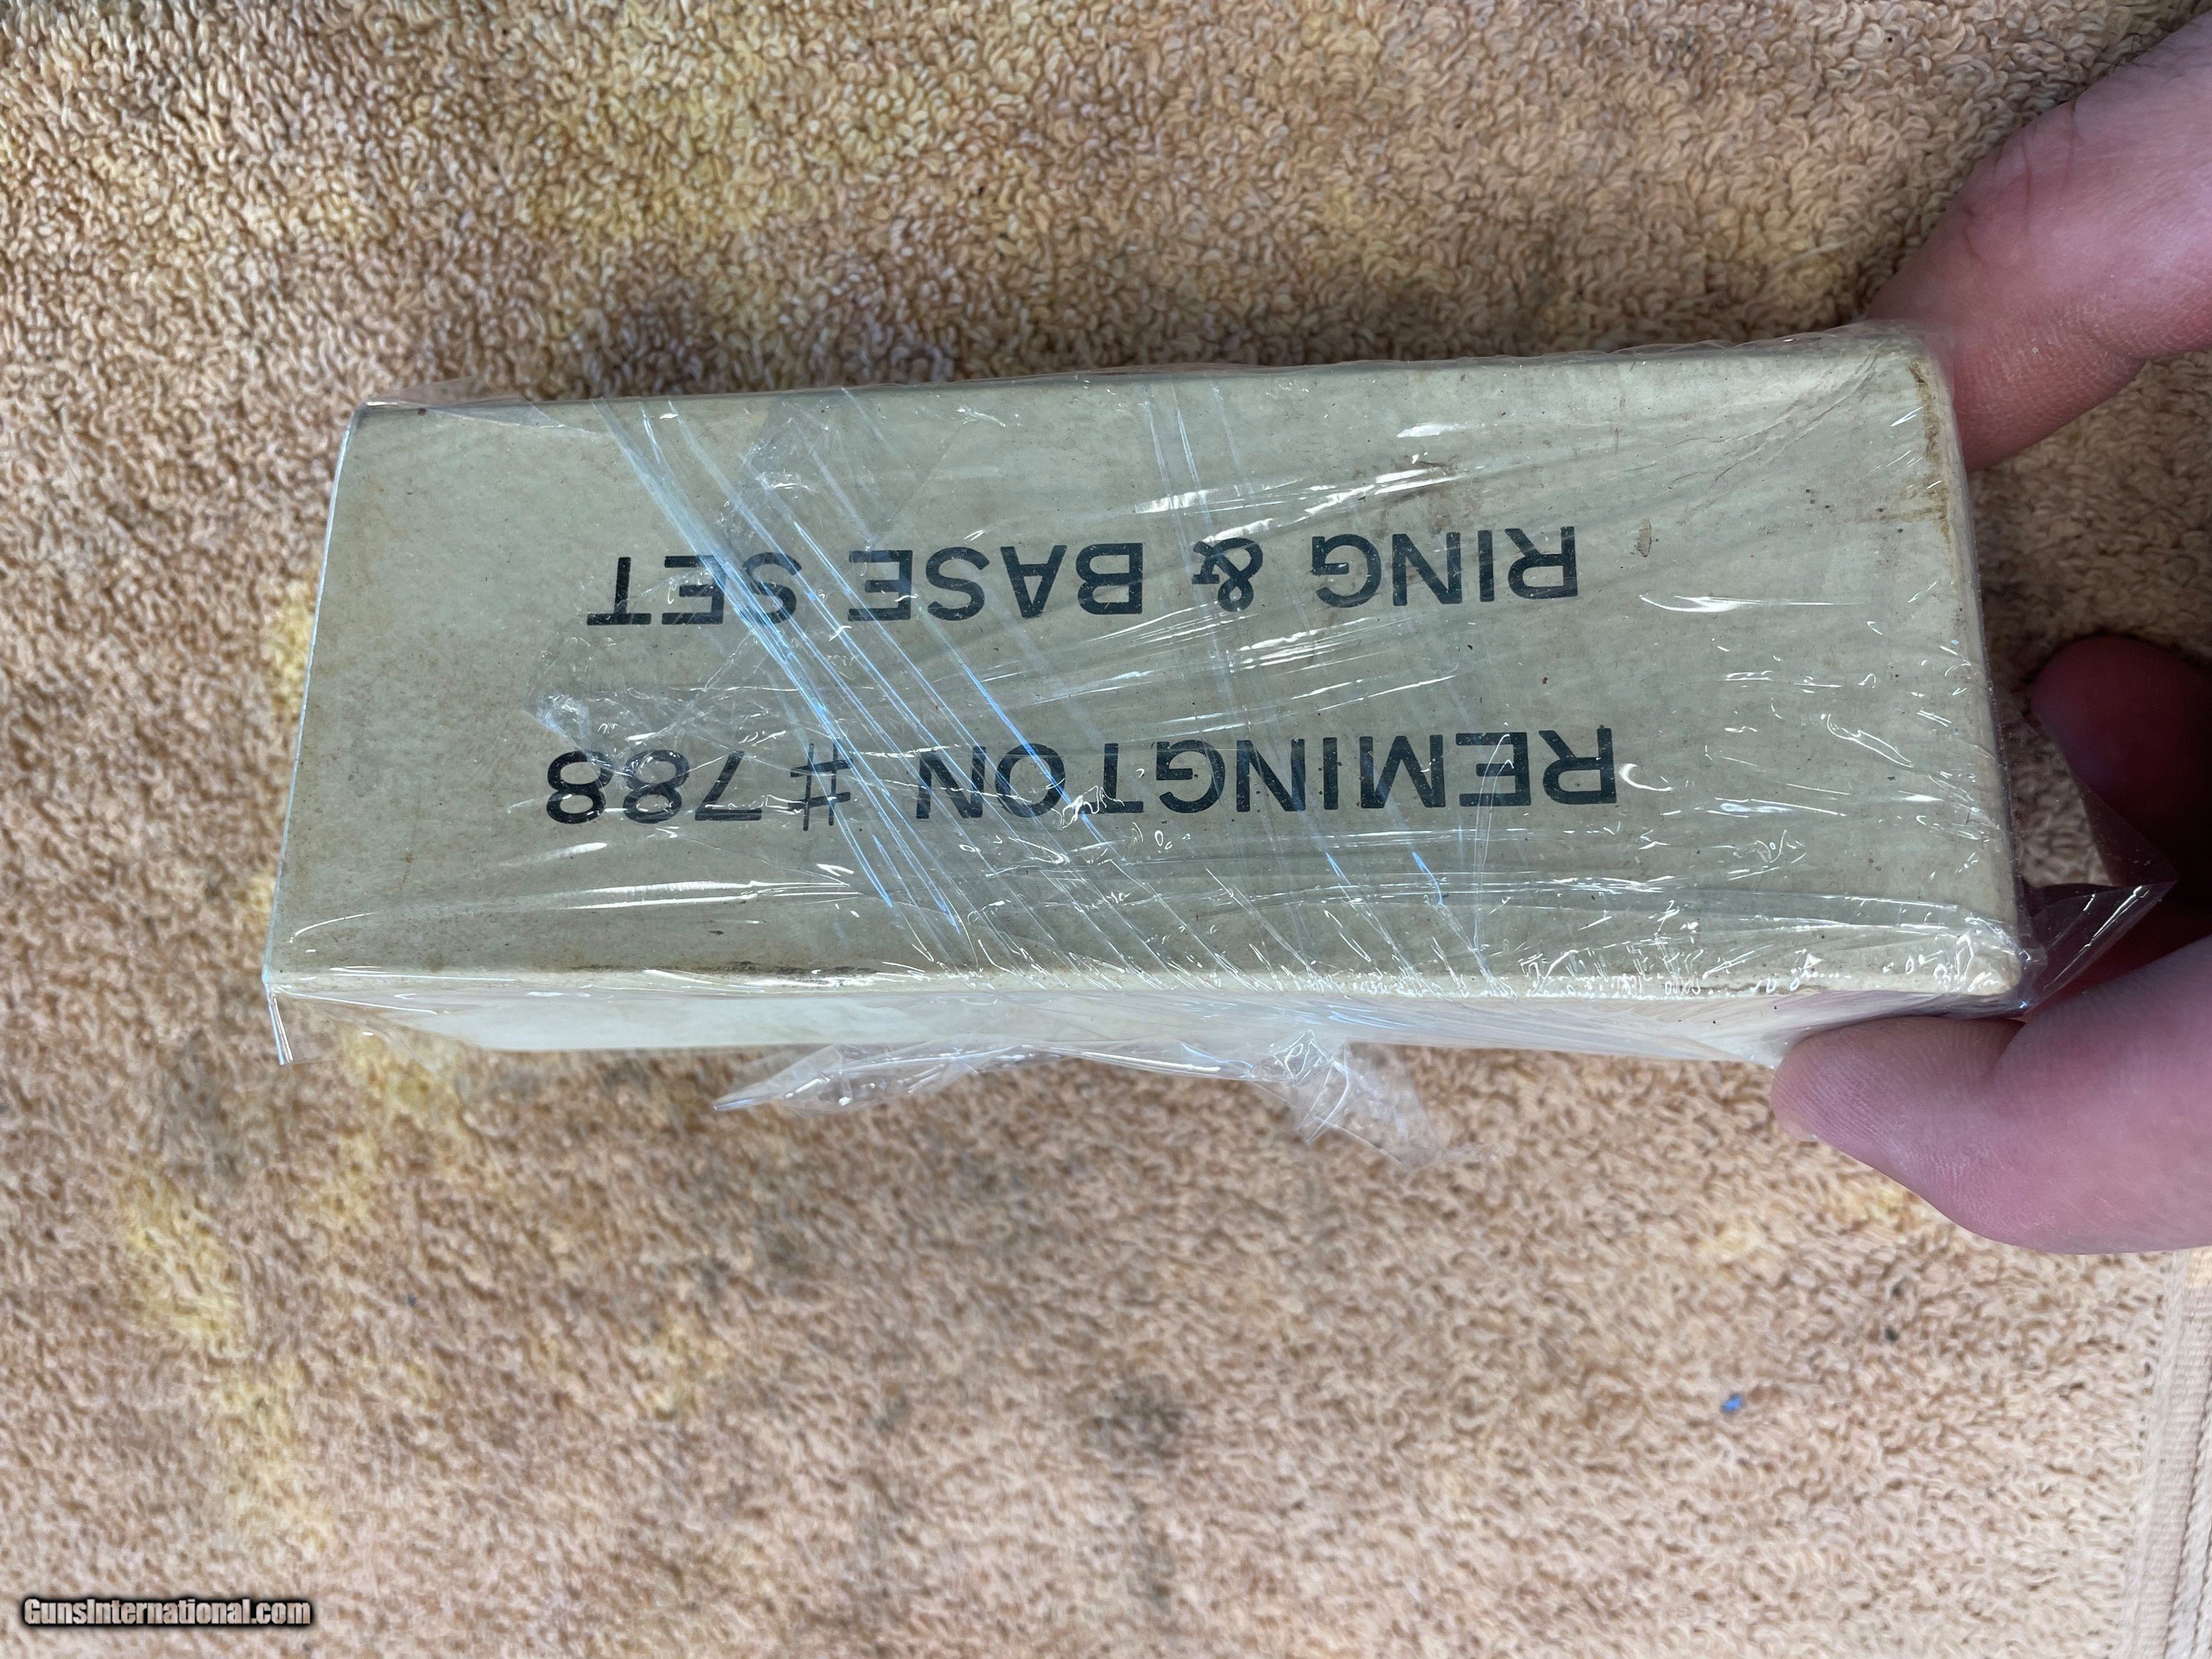 REMINGTON # 788
RING & BASE SET
GunsInternational.com